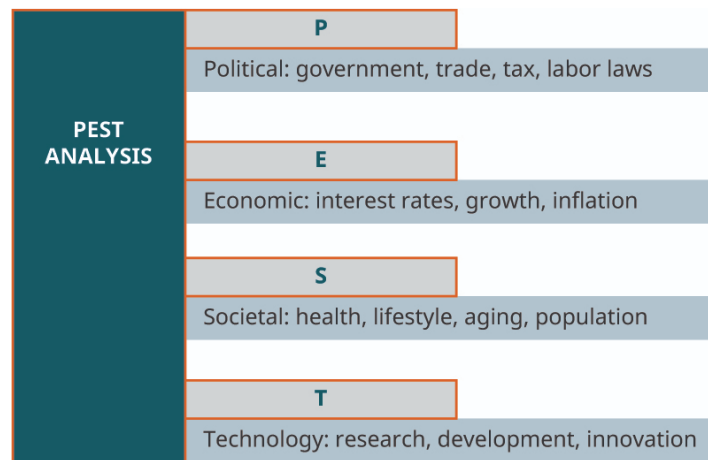 PEST
ANALYSIS
P
Political: government, trade, tax, labor laws
E
Economic: interest rates, growth, inflation
S
Societal: health, lifestyle, aging, population
T
Technology: research, development, innovation